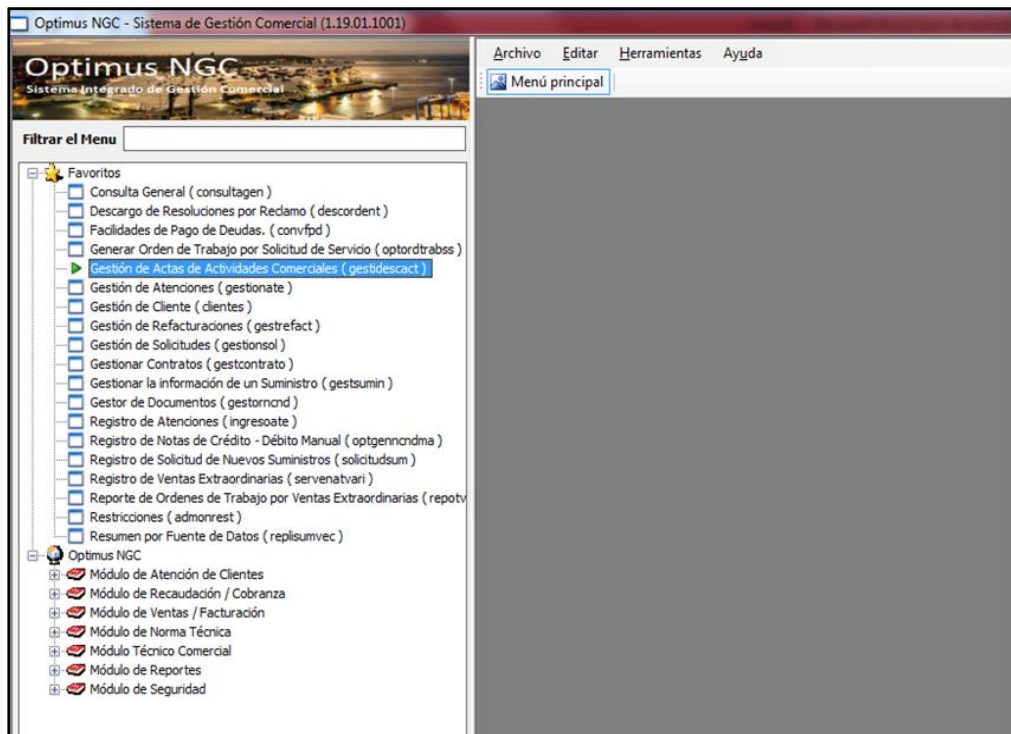 Optimus NGC - Sistema de Gestión Comercial (1.19.01.1001)
Optimus NGC
Sistema Integrado de Gestión Comercial
Archivo Editar Herramientas Ayuda
Menú principal
Filtrar el Menu
Favoritos
Consulta General ( consultagen )
Descargo de Resoluciones por Reclamo ( descordent )
Facilidades de Pago de Deudas. ( convfpd )
Generar Orden de Trabajo por Solicitud de Servicio ( optordtrabss )
Gestión de Actas de Actividades Comerciales ( gestidescact )
Gestión de Atenciones ( gestionate )
Gestión de Cliente ( clientes )
Gestión de Refacturaciones ( gestrefact )
Gestión de Solicitudes ( gestionsol )
Gestionar Contratos ( gestcontrato )
Gestionar la información de un Suministro ( gestsumin )
Gestor de Documentos ( gestorncnd )
Registro de Atenciones ( ingresoate )
Registro de Notas de Crédito - Débito Manual ( optgenncndma )
Registro de Solicitud de Nuevos Suministros ( solicitudsum )
Registro de Ventas Extraordinarias ( servenatvari )
Reporte de Ordenes de Trabajo por Ventas Extraordinarias ( repotv
Restricciones ( admonrest )
Resumen por Fuente de Datos ( replisumvec )
Optimus NGC
Módulo de Atención de Clientes
Módulo de Recaudación / Cobranza
Módulo de Ventas / Facturación
Módulo de Norma Técnica
Módulo Técnico Comercial
Módulo de Reportes
Módulo de Seguridad